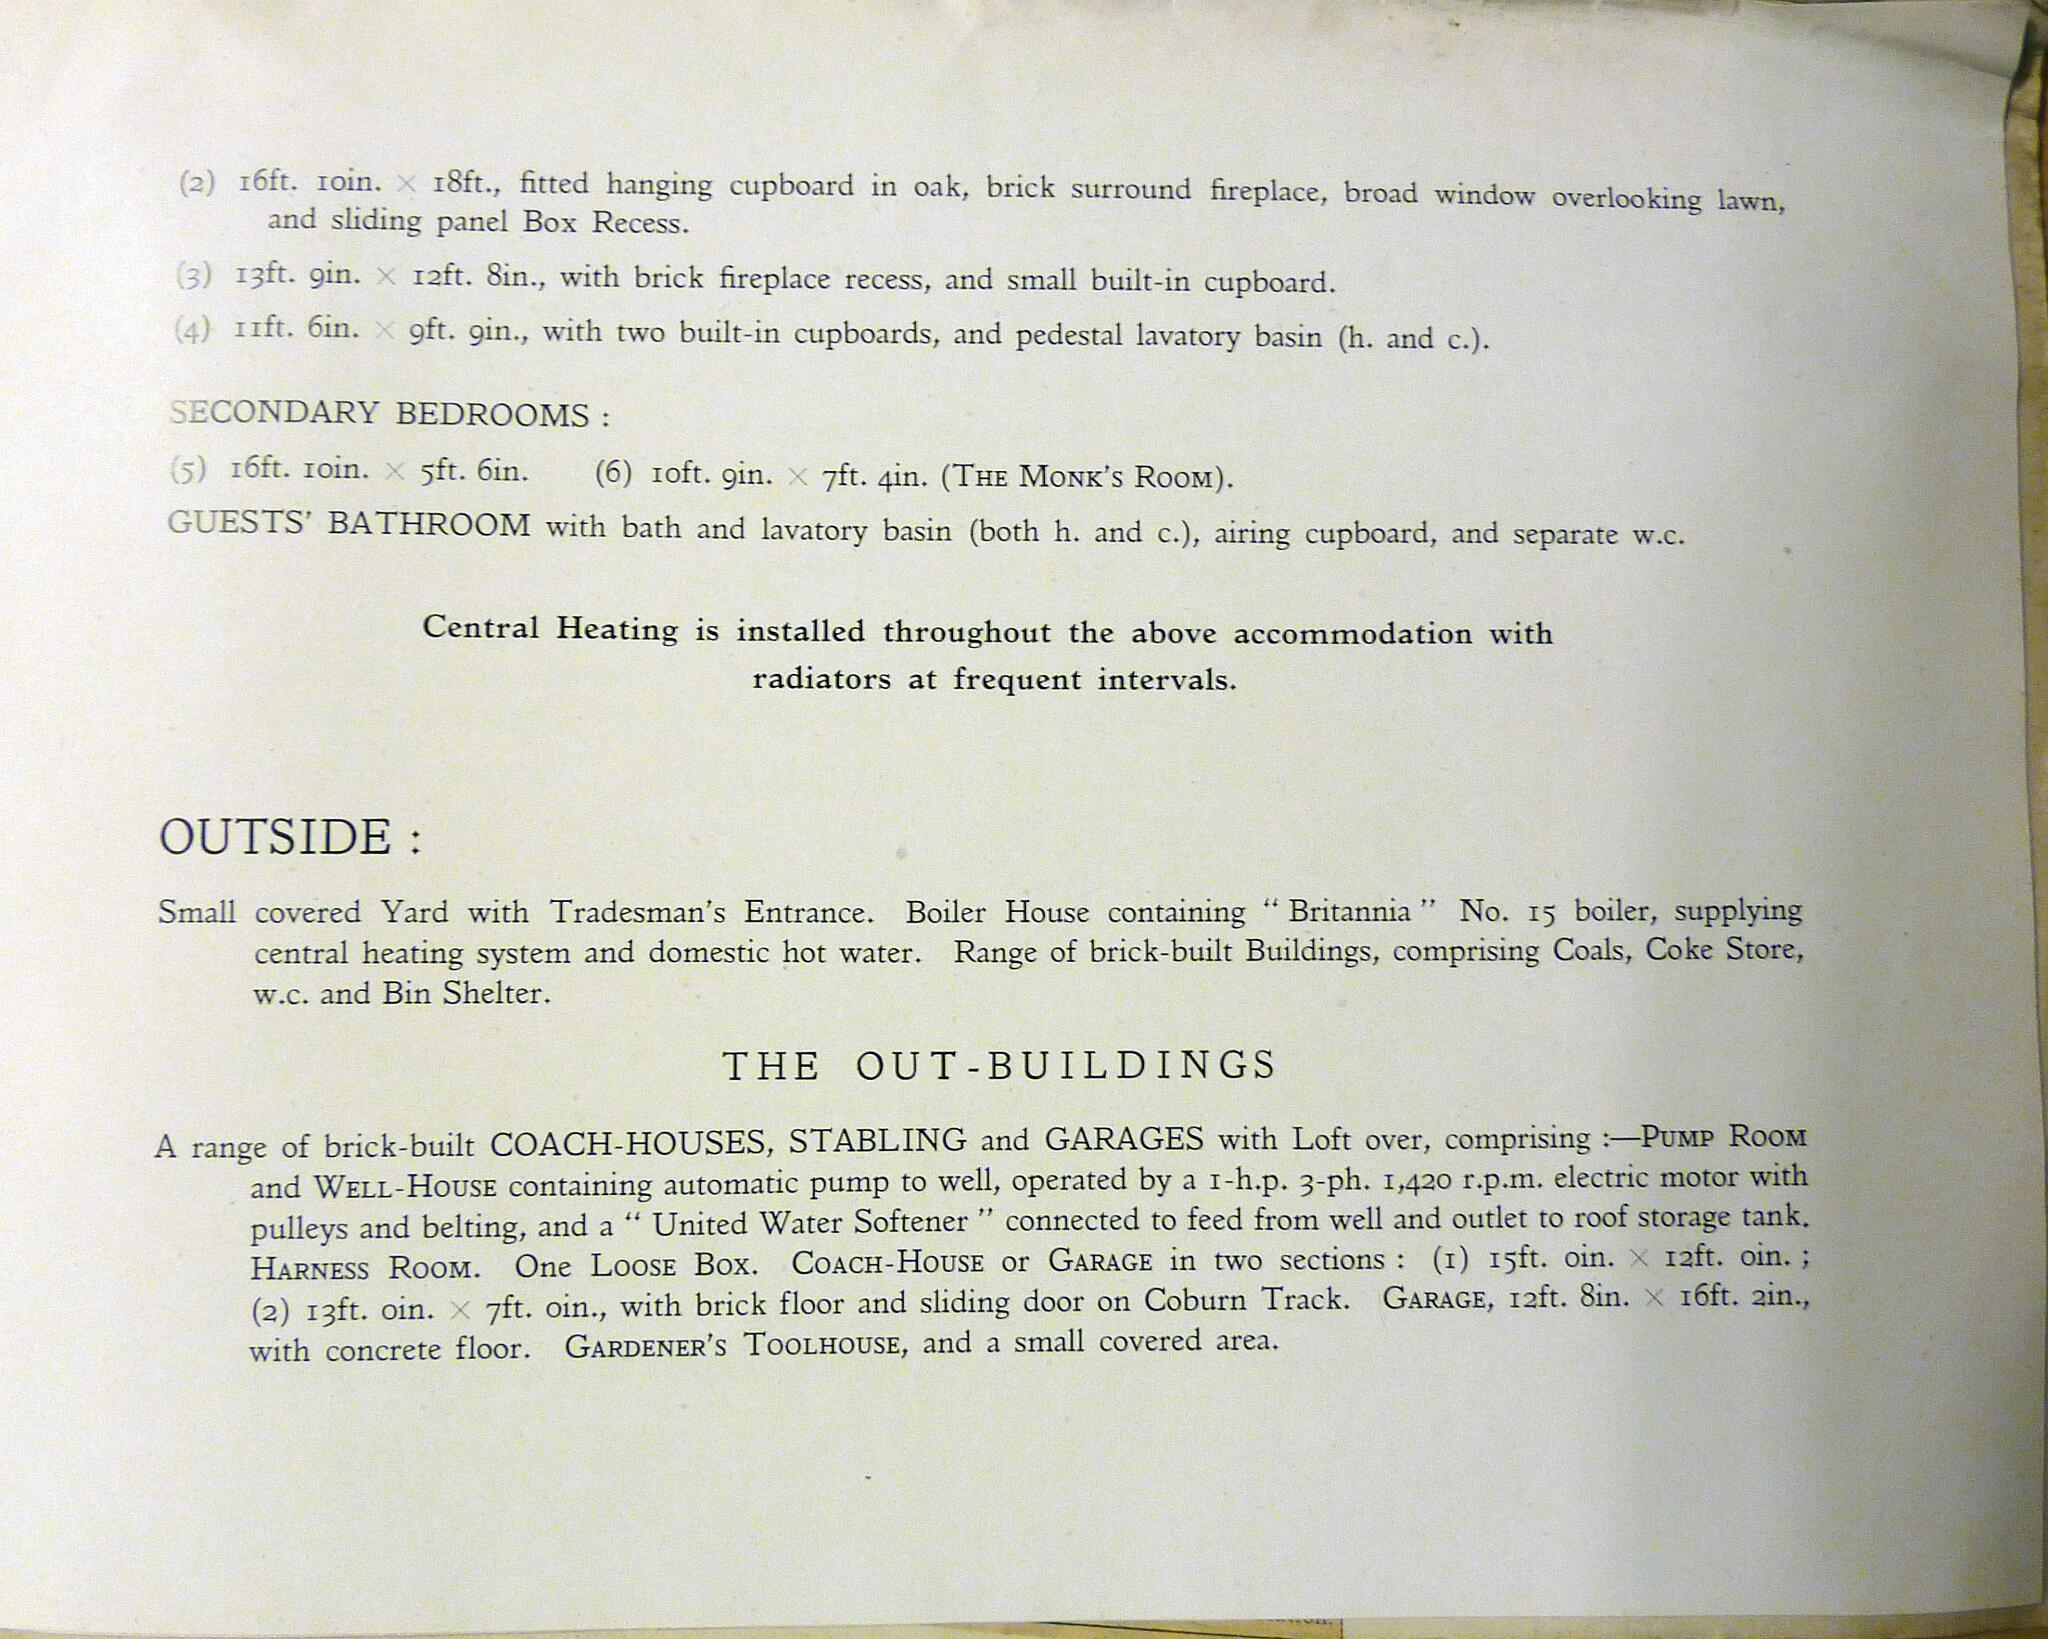 (2) 16ft. 10in. × 18ft., fitted hanging cupboard in oak, brick surround fireplace, broad window overlooking lawn,
and sliding panel Box Recess.
(3) 13ft. 9in. × 12ft. 8in., with brick fireplace recess, and small built-in cupboard.
(4) 11ft. 6in. × 9ft. 9in., with two built-in cupboards, and pedestal lavatory basin (h. and c.).
SECONDARY BEDROOMS :
(5) 16ft. 10in. × 5ft. 6in. (6) 10ft. 9in. × 7ft. 4in. (THE MONK'S ROOM).
GUESTS' BATHROOM with bath and lavatory basin (both h. and c.), airing cupboard, and separate w.c.
Central Heating is installed throughout the above accommodation with
radiators at frequent intervals.
OUTSIDE :
Small covered Yard with Tradesman's Entrance. Boiler House containing "Britannia" No. 15 boiler, supplying
central heating system and domestic hot water. Range of brick-built Buildings, comprising Coals, Coke Store,
w.c. and Bin Shelter.
THE OUT-BUILDINGS
A range of brick-built COACH-HOUSES, STABLING and GARAGES with Loft over, comprising :—PUMP ROOM
and WELL-HOUSE containing automatic pump to well, operated by a 1-h.p. 3-ph. 1,420 r.p.m. electric motor with
pulleys and belting, and a "United Water Softener" connected to feed from well and outlet to roof storage tank.
HARNESS ROOM. One LOOSE BOX. COACH-HOUSE or GARAGE in two sections : (1) 15ft. 0in. × 12ft. 0in. ;
(2) 13ft. 0in. × 7ft. 0in., with brick floor and sliding door on Coburn Track. GARAGE, 12ft. 8in. × 16ft. 2in.,
with concrete floor. GARDENER'S TOOLHOUSE, and a small covered area.